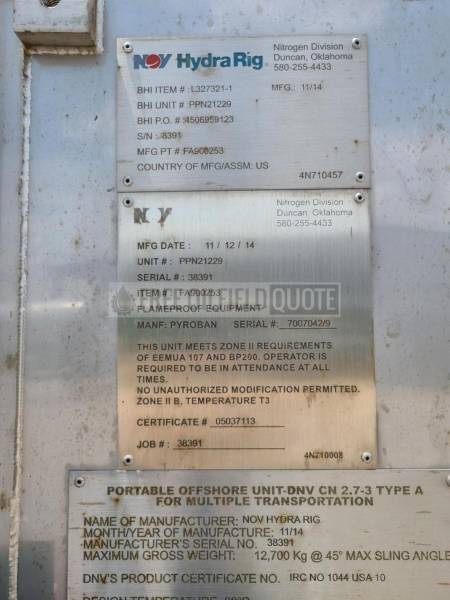 NOV HydraRig
Nitrogen Division
Duncan, Oklahoma
580-255-4433
BHI ITEM # : L327321-1 MFG.: 11/14
BHI UNIT # : PPN21229
BHI P.O. # : 4506959123
S/N : 8391
MFG PT # : FA900253
COUNTRY OF MFG/ASSM: US
4N710457
NOV
Nitrogen Division
Duncan, Oklahoma
580-255-4433
MFG DATE : 11 / 12 / 14
UNIT # : PPN21229
SERIAL # : 38391
ITEM # : FA900253
FLAMEPROOF EQUIPMENT
MANF: PYROBAN SERIAL #: 7007042/9
THIS UNIT MEETS ZONE II REQUIREMENTS
OF EEMUA 107 AND BP200. OPERATOR IS
REQUIRED TO BE IN ATTENDANCE AT ALL
TIMES.
NO UNAUTHORIZED MODIFICATION PERMITTED.
ZONE II B, TEMPERATURE T3
CERTIFICATE # 05037113
JOB # : 38391
4N710008
PORTABLE OFFSHORE UNIT-DNV CN 2.7-3 TYPE A
FOR MULTIPLE TRANSPORTATION
NAME OF MANUFACTURER: NOV HYDRA RIG
MONTH/YEAR OF MANUFACTURE: 11/14
MANUFACTURER'S SERIAL NO. 38391
MAXIMUM GROSS WEIGHT: 12,700 Kg @ 45° MAX SLING ANGLE
DNV'S PRODUCT CERTIFICATE NO. IRC NO 1044 USA 10